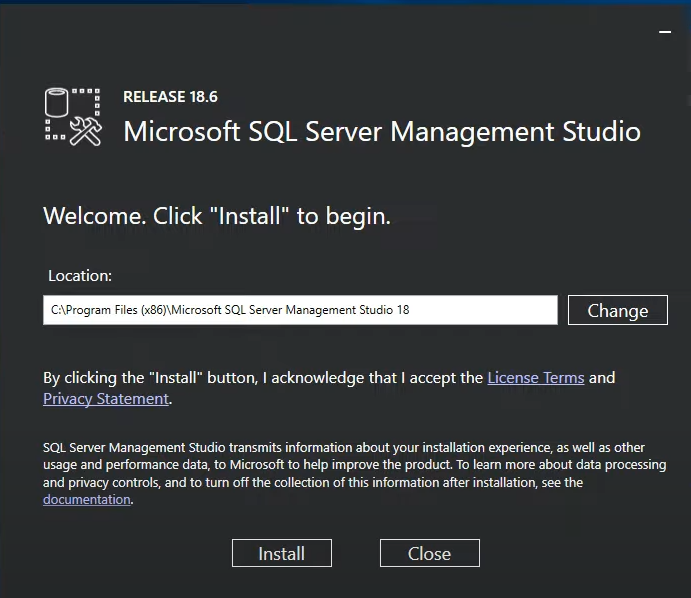 RELEASE 18.6
Microsoft SQL Server Management Studio
Welcome. Click "Install" to begin.
Location:
C:\Program Files (x86)\Microsoft SQL Server Management Studio 18
Change
By clicking the "Install" button, I acknowledge that I accept the License Terms and
Privacy Statement.
SQL Server Management Studio transmits information about your installation experience, as well as other
usage and performance data, to Microsoft to help improve the product. To learn more about data processing
and privacy controls, and to turn off the collection of this information after installation, see the
documentation.
Install
Close